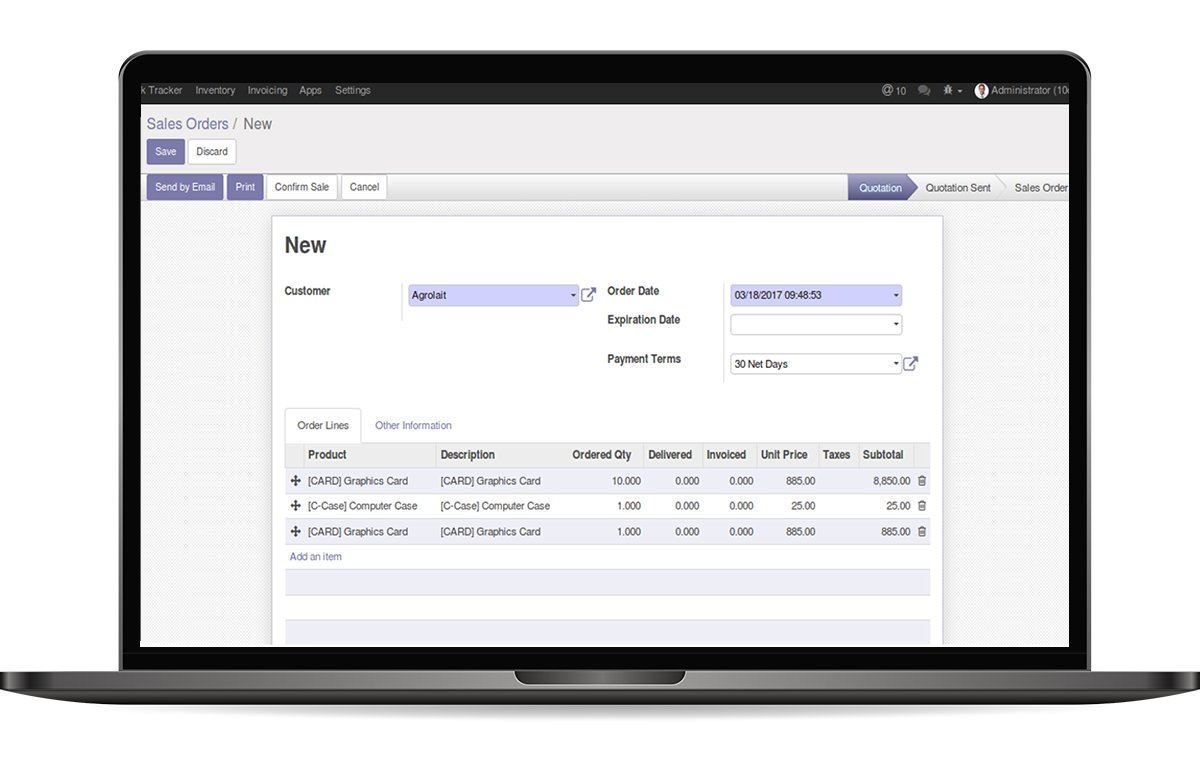 k Tracker Inventory Invoicing Apps Settings @ 10 Administrator (10
Sales Orders / New
Save Discard
Send by Email Print Confirm Sale Cancel Quotation Quotation Sent Sales Order
New
Customer Agrolait Order Date 03/18/2017 09:48:53
Expiration Date
Payment Terms 30 Net Days
Order Lines Other Information
Product Description Ordered Qty Delivered Invoiced Unit Price Taxes Subtotal
[CARD] Graphics Card [CARD] Graphics Card 10.000 0.000 0.000 885.00 8,850.00
[C-Case] Computer Case [C-Case] Computer Case 1.000 0.000 0.000 25.00 25.00
[CARD] Graphics Card [CARD] Graphics Card 1.000 0.000 0.000 885.00 885.00
Add an item